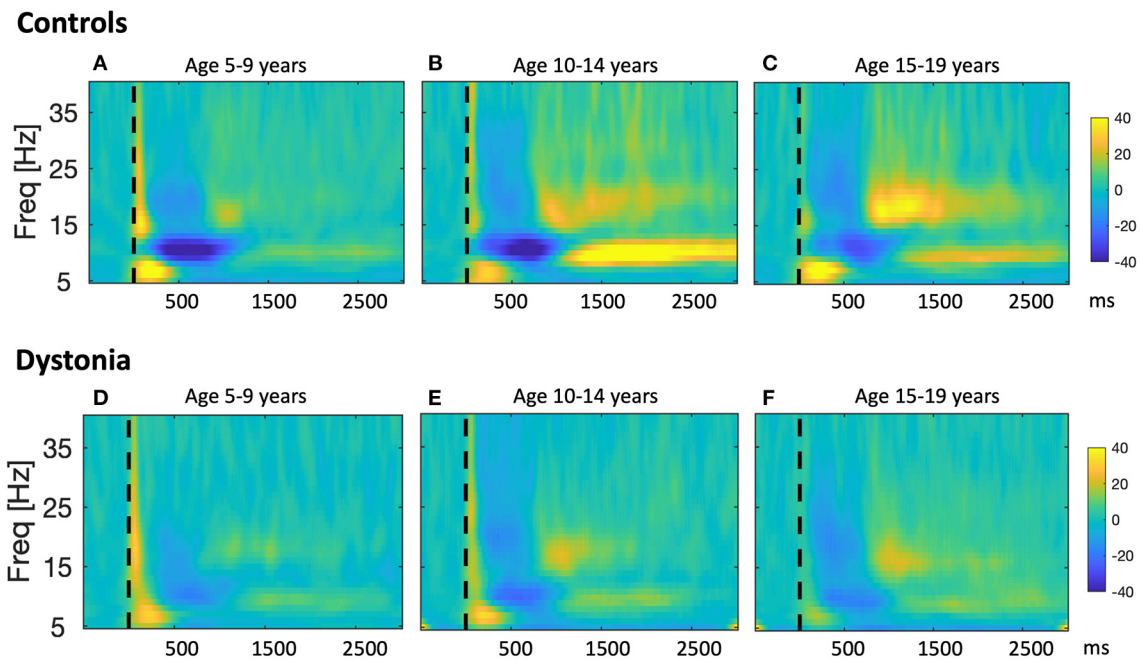 Controls
A Age 5-9 years
B Age 10-14 years
C Age 15-19 years
Freq [Hz]
35
25
15
5
500 1500 2500
500 1500 2500
500 1500 2500 ms
40
20
0
-20
-40
Dystonia
D Age 5-9 years
E Age 10-14 years
F Age 15-19 years
Freq [Hz]
35
25
15
5
500 1500 2500
500 1500 2500
500 1500 2500 ms
40
20
0
-20
-40